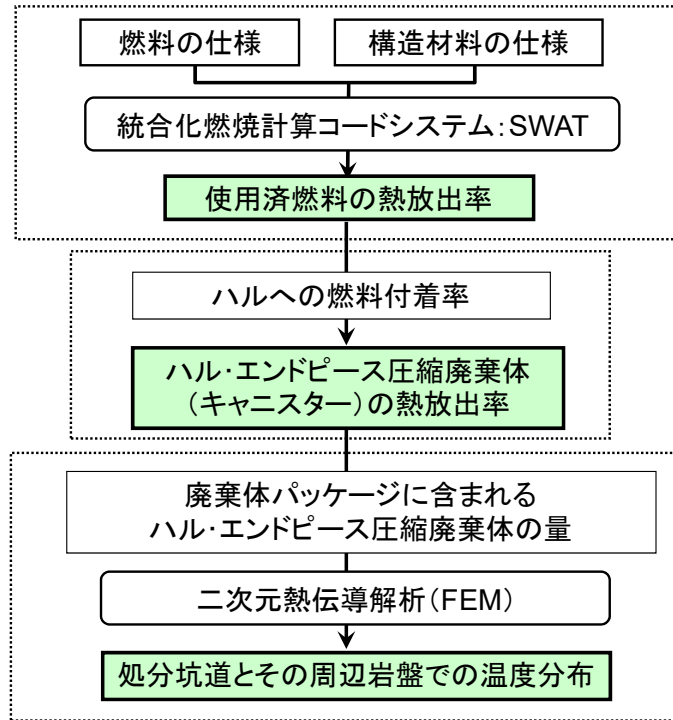 燃料の仕様
構造材料の仕様
統合化燃焼計算コードシステム:SWAT
使用済燃料の熱放出率
ハルへの燃料付着率
ハル・エンドピース圧縮廃棄体
(キャニスター)の熱放出率
廃棄体パッケージに含まれる
ハル・エンドピース圧縮廃棄体の量
二次元熱伝導解析(FEM)
処分坑道とその周辺岩盤での温度分布